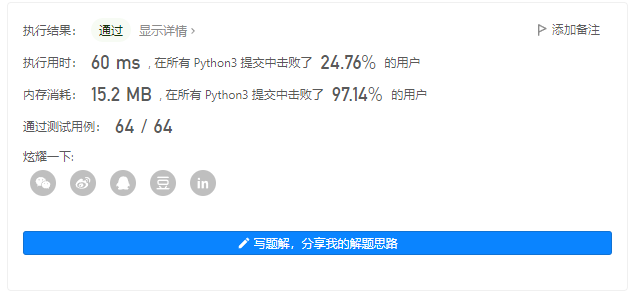 执行结果： 通过 显示详情 › 添加备注
执行用时： 60 ms , 在所有 Python3 提交中击败了 24.76% 的用户
内存消耗： 15.2 MB , 在所有 Python3 提交中击败了 97.14% 的用户
通过测试用例： 64 / 64
炫耀一下:
豆 in
写题解，分享我的解题思路